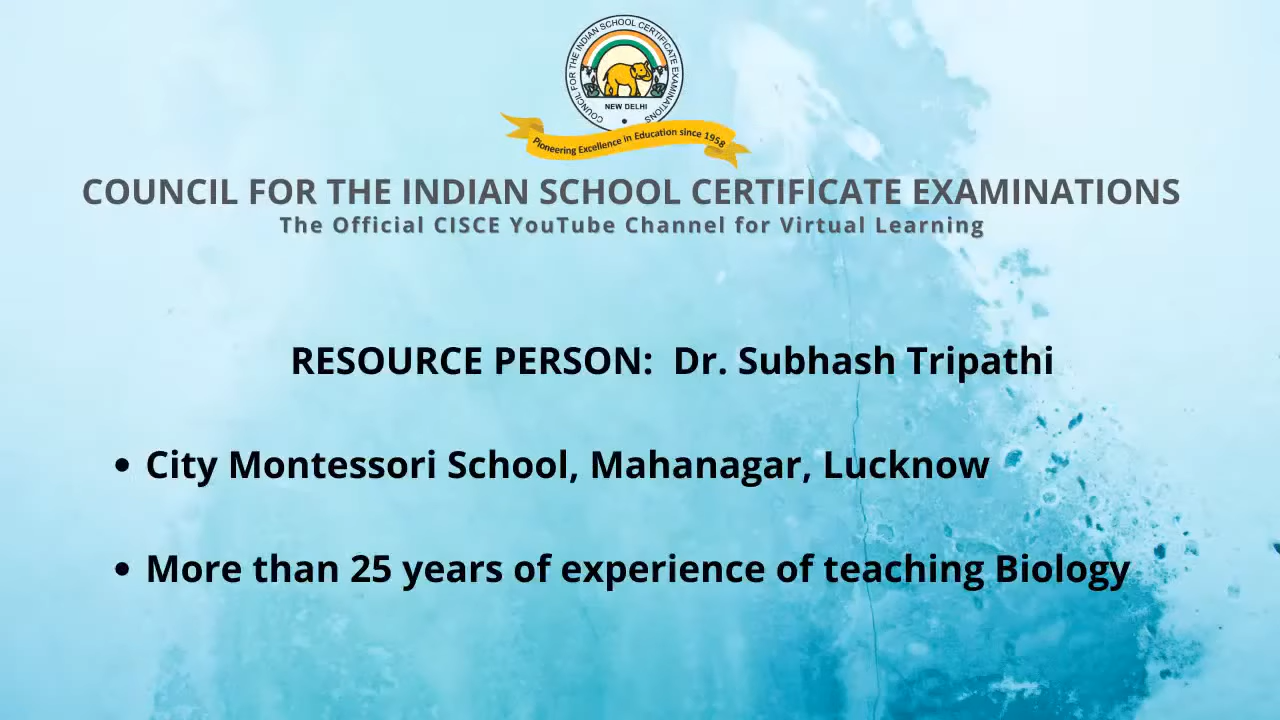 COUNCIL FOR THE INDIAN SCHOOL CERTIFICATE EXAMINATIONS
NEW DELHI
Pioneering Excellence in Education since 1958
COUNCIL FOR THE INDIAN SCHOOL CERTIFICATE EXAMINATIONS
The Official CISCE YouTube Channel for Virtual Learning
RESOURCE PERSON: Dr. Subhash Tripathi
• City Montessori School, Mahanagar, Lucknow
• More than 25 years of experience of teaching Biology